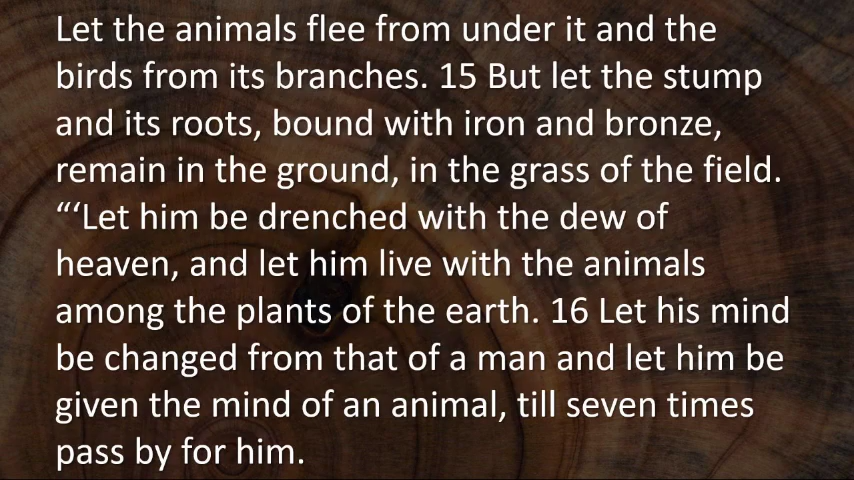 Let the animals flee from under it and the
birds from its branches. 15 But let the stump
and its roots, bound with iron and bronze,
remain in the ground, in the grass of the field.
“‘Let him be drenched with the dew of
heaven, and let him live with the animals
among the plants of the earth. 16 Let his mind
be changed from that of a man and let him be
given the mind of an animal, till seven times
pass by for him.